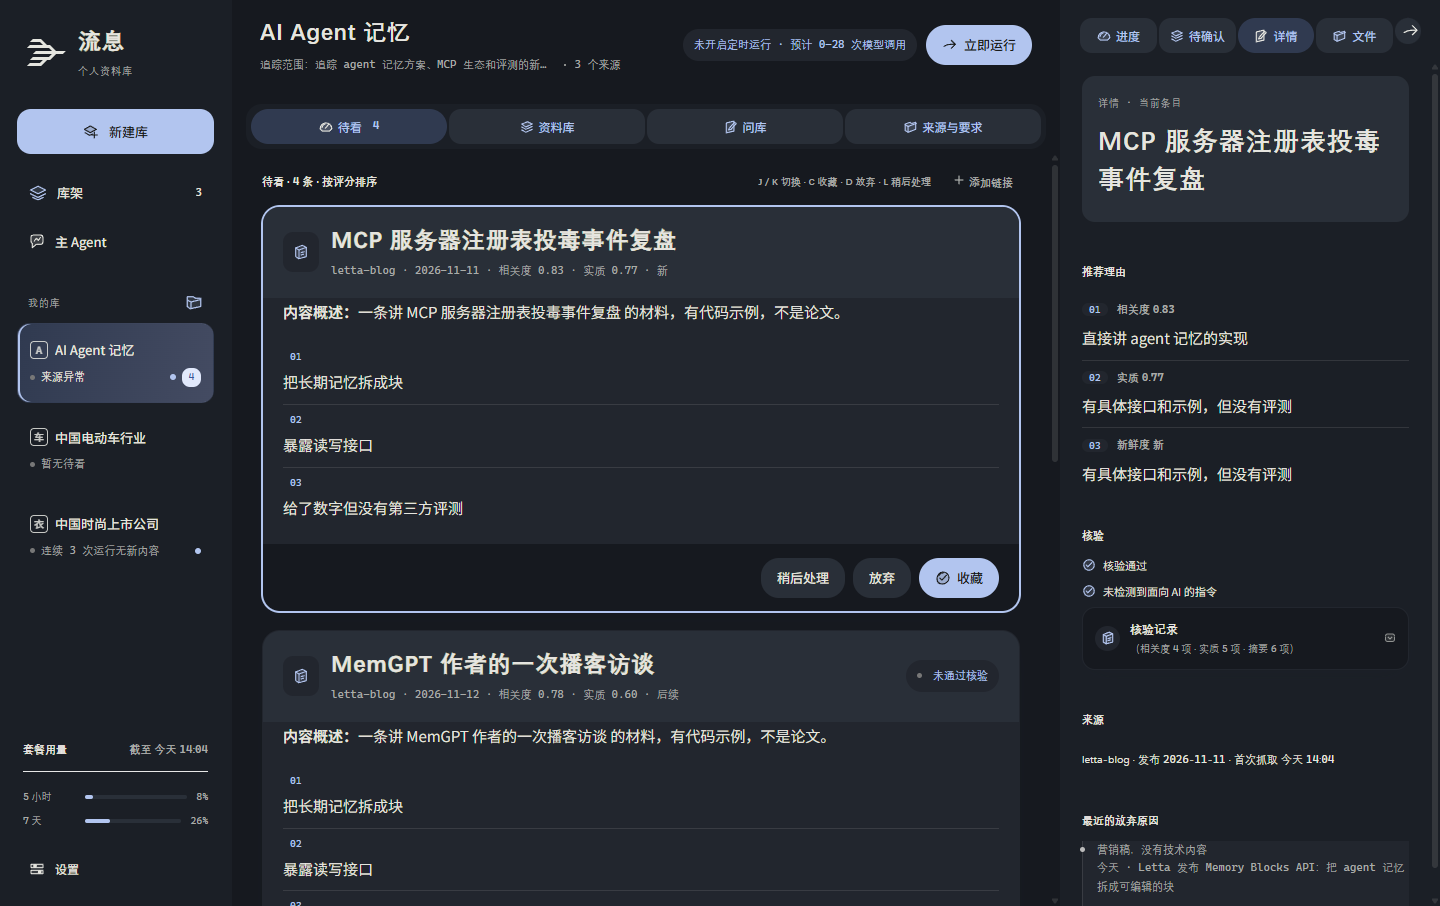 流息
个人资料库
新建库
库架 3
主 Agent
我的库
A AI Agent 记忆
来源异常 4
车 中国电动车行业
暂无待看
衣 中国时尚上市公司
连续 3 次运行无新内容
套餐用量 截至 今天 14:04
5 小时 8%
7 天 26%
设置
AI Agent 记忆
追踪范围: 追踪 agent 记忆方案、MCP 生态和评测的新… · 3 个来源
未开启定时运行 · 预计 0–28 次模型调用
立即运行
待看 4
资料库
问库
来源与要求
待看 · 4 条 · 按评分排序
J / K 切换 · C 收藏 · D 放弃 · L 稍后处理
添加链接
MCP 服务器注册表投毒事件复盘
letta-blog · 2026-11-11 · 相关度 0.83 · 实质 0.77 · 新
内容概述：一条讲 MCP 服务器注册表投毒事件复盘 的材料，有代码示例，不是论文。
01
把长期记忆拆成块
02
暴露读写接口
03
给了数字但没有第三方评测
稍后处理
放弃
收藏
MemGPT 作者的一次播客访谈
letta-blog · 2026-11-12 · 相关度 0.78 · 实质 0.60 · 后续
未通过核验
内容概述：一条讲 MemGPT 作者的一次播客访谈 的材料，有代码示例，不是论文。
01
把长期记忆拆成块
02
暴露读写接口
03
进度
待确认
详情
文件
详情 · 当前条目
MCP 服务器注册表投毒
事件复盘
推荐理由
01 相关度 0.83
直接讲 agent 记忆的实现
02 实质 0.77
有具体接口和示例，但没有评测
03 新鲜度 新
有具体接口和示例，但没有评测
核验
核验通过
未检测到面向 AI 的指令
核验记录
（相关度 4 项 · 实质 5 项 · 摘要 6 项）
来源
letta-blog · 发布 2026-11-11 · 首次抓取 今天 14:04
最近的放弃原因
营销稿，没有技术内容
今天 · Letta 发布 Memory Blocks API: 把 agent 记忆
拆成可编辑的块